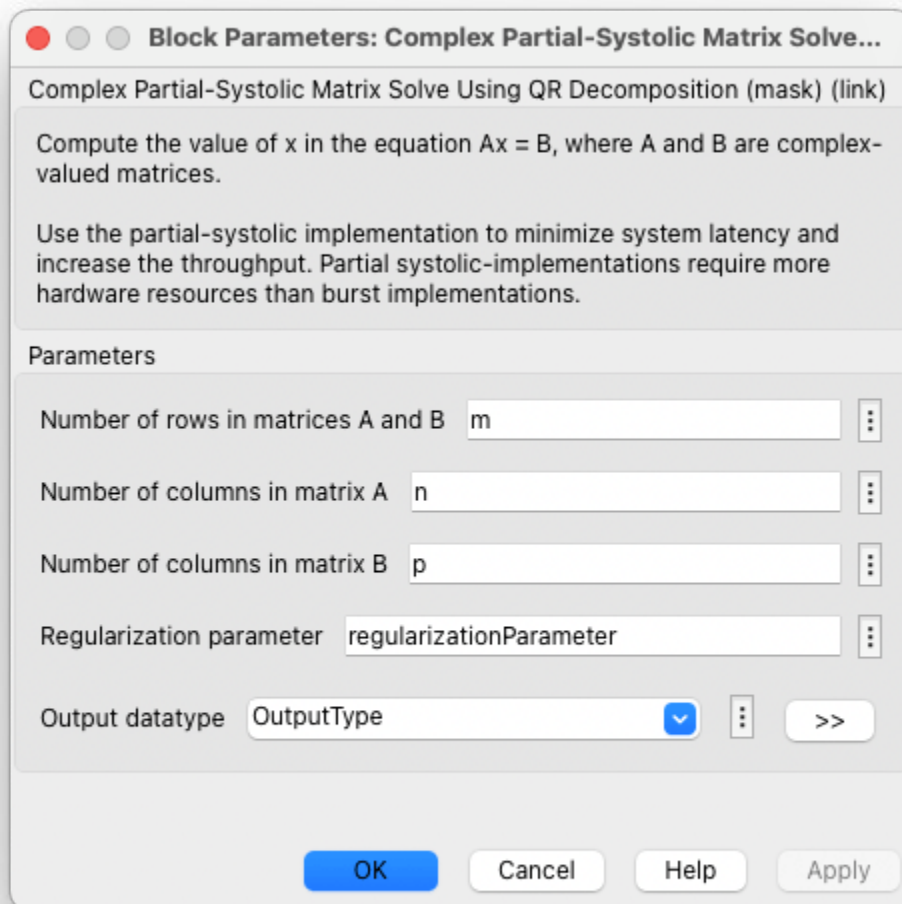 Block Parameters: Complex Partial-Systolic Matrix Solve...
Complex Partial-Systolic Matrix Solve Using QR Decomposition (mask) (link)
Compute the value of x in the equation Ax = B, where A and B are complex-
valued matrices.
Use the partial-systolic implementation to minimize system latency and
increase the throughput. Partial systolic-implementations require more
hardware resources than burst implementations.
Parameters
Number of rows in matrices A and B m
Number of columns in matrix A n
Number of columns in matrix B p
Regularization parameter regularizationParameter
Output datatype OutputType >>
OK Cancel Help Apply